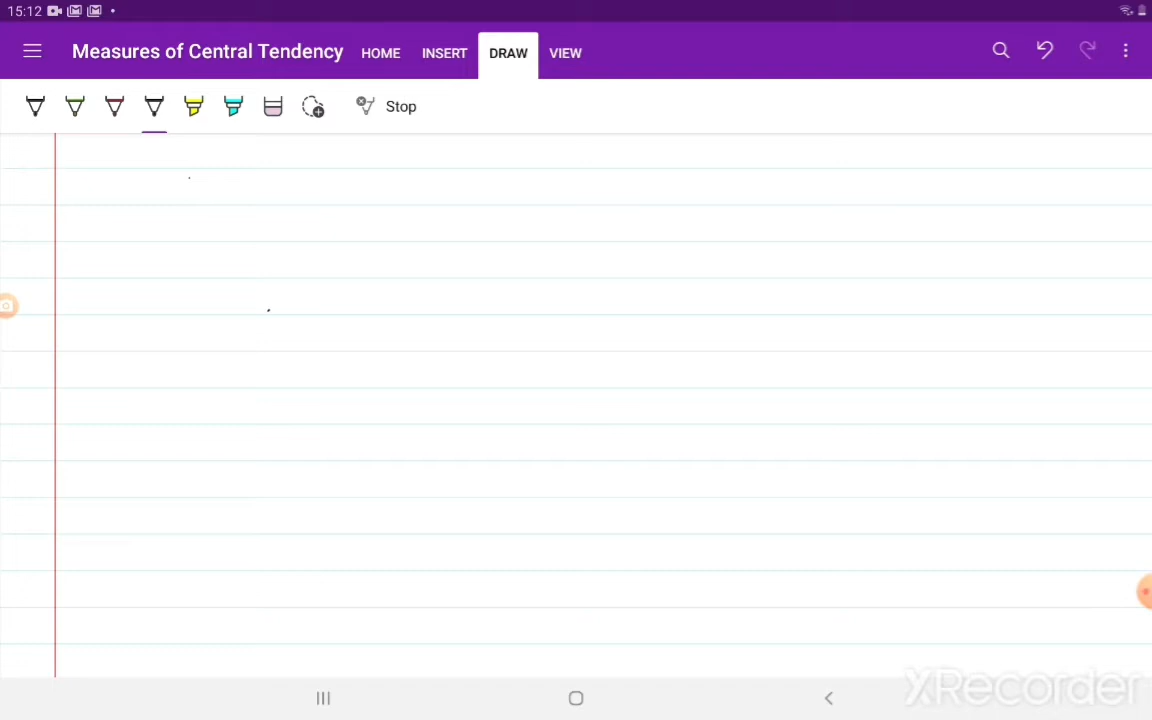 15:12
Measures of Central Tendency HOME INSERT DRAW VIEW
Stop
XRecorder